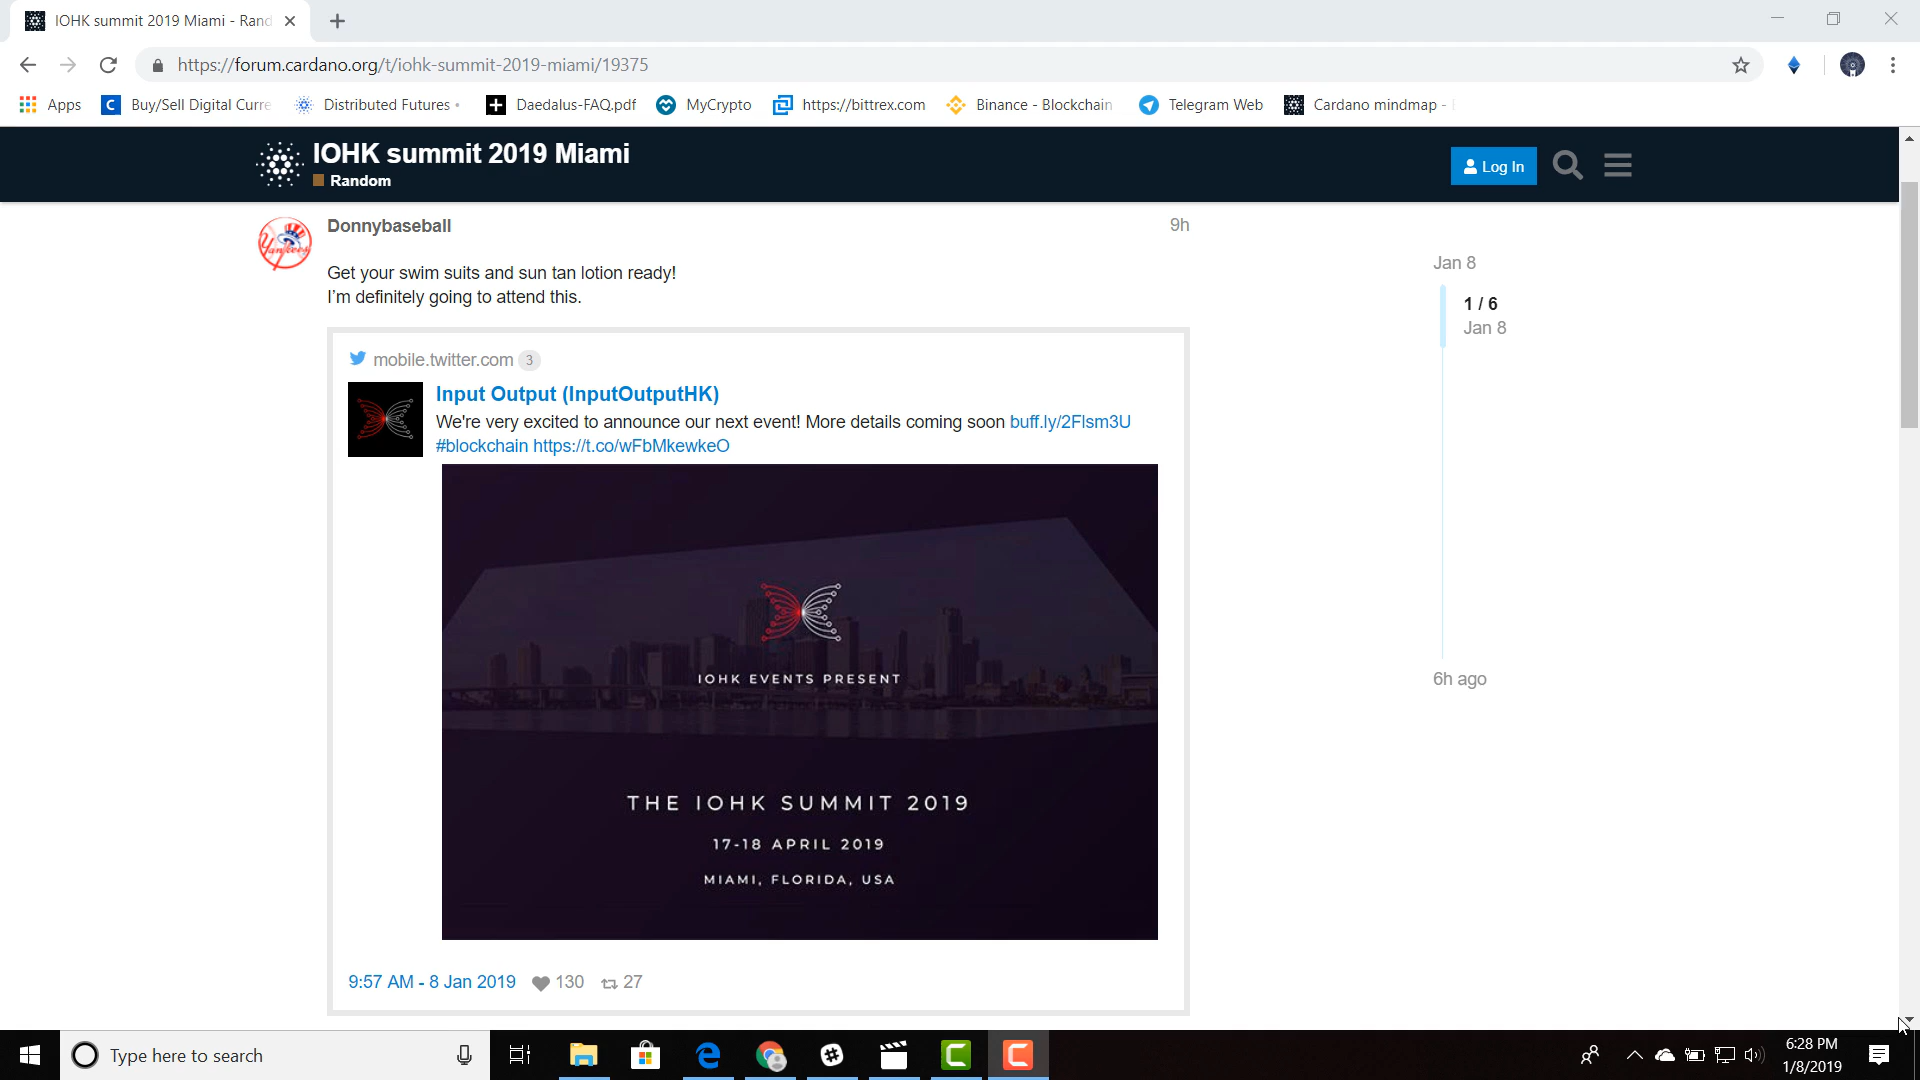 IOHK summit 2019 Miami - Rand
https://forum.cardano.org/t/iohk-summit-2019-miami/19375
Apps
Buy/Sell Digital Curre
Distributed Futures •
Daedalus-FAQ.pdf
MyCrypto
https://bittrex.com
Binance - Blockchain
Telegram Web
Cardano mindmap -
IOHK summit 2019 Miami
Random
Log In
Donnybaseball
9h
Get your swim suits and sun tan lotion ready!
I'm definitely going to attend this.
Jan 8
1 / 6
Jan 8
6h ago
mobile.twitter.com 3
Input Output (InputOutputHK)
We're very excited to announce our next event! More details coming soon buff.ly/2Flsm3U
#blockchain https://t.co/wFbMkewkeO
IOHK EVENTS PRESENT
THE IOHK SUMMIT 2019
17-18 APRIL 2019
MIAMI, FLORIDA, USA
9:57 AM - 8 Jan 2019 130 27
Type here to search
6:28 PM
1/8/2019